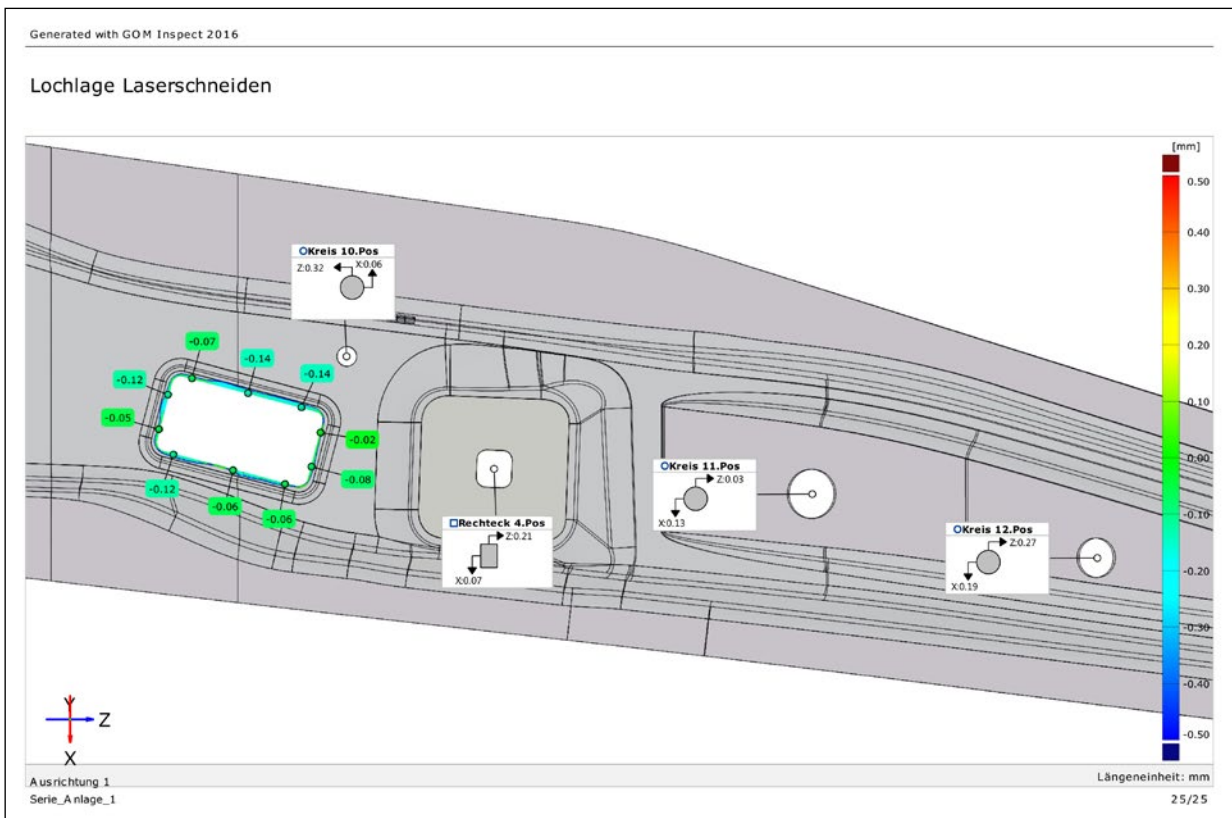 Generated with GOM Inspect 2016
Lochlage Laserschneiden
[mm]
0.50
0.40
0.30
0.20
0.10
0.00
-0.10
-0.20
-0.30
-0.40
-0.50
Kreis 10.Pos
Z:0.32 X:0.06
-0.07
-0.14
-0.14
-0.12
-0.05
-0.02
-0.08
-0.12
-0.06
-0.06
Rechteck 4.Pos
Z:0.21
X:0.07
Kreis 11.Pos
Z:0.03
X:0.13
Kreis 12.Pos
Z:0.27
X:0.19
Y
Z
X
Ausrichtung 1
Längeneinheit: mm
Serie_Anlage_1
25/25